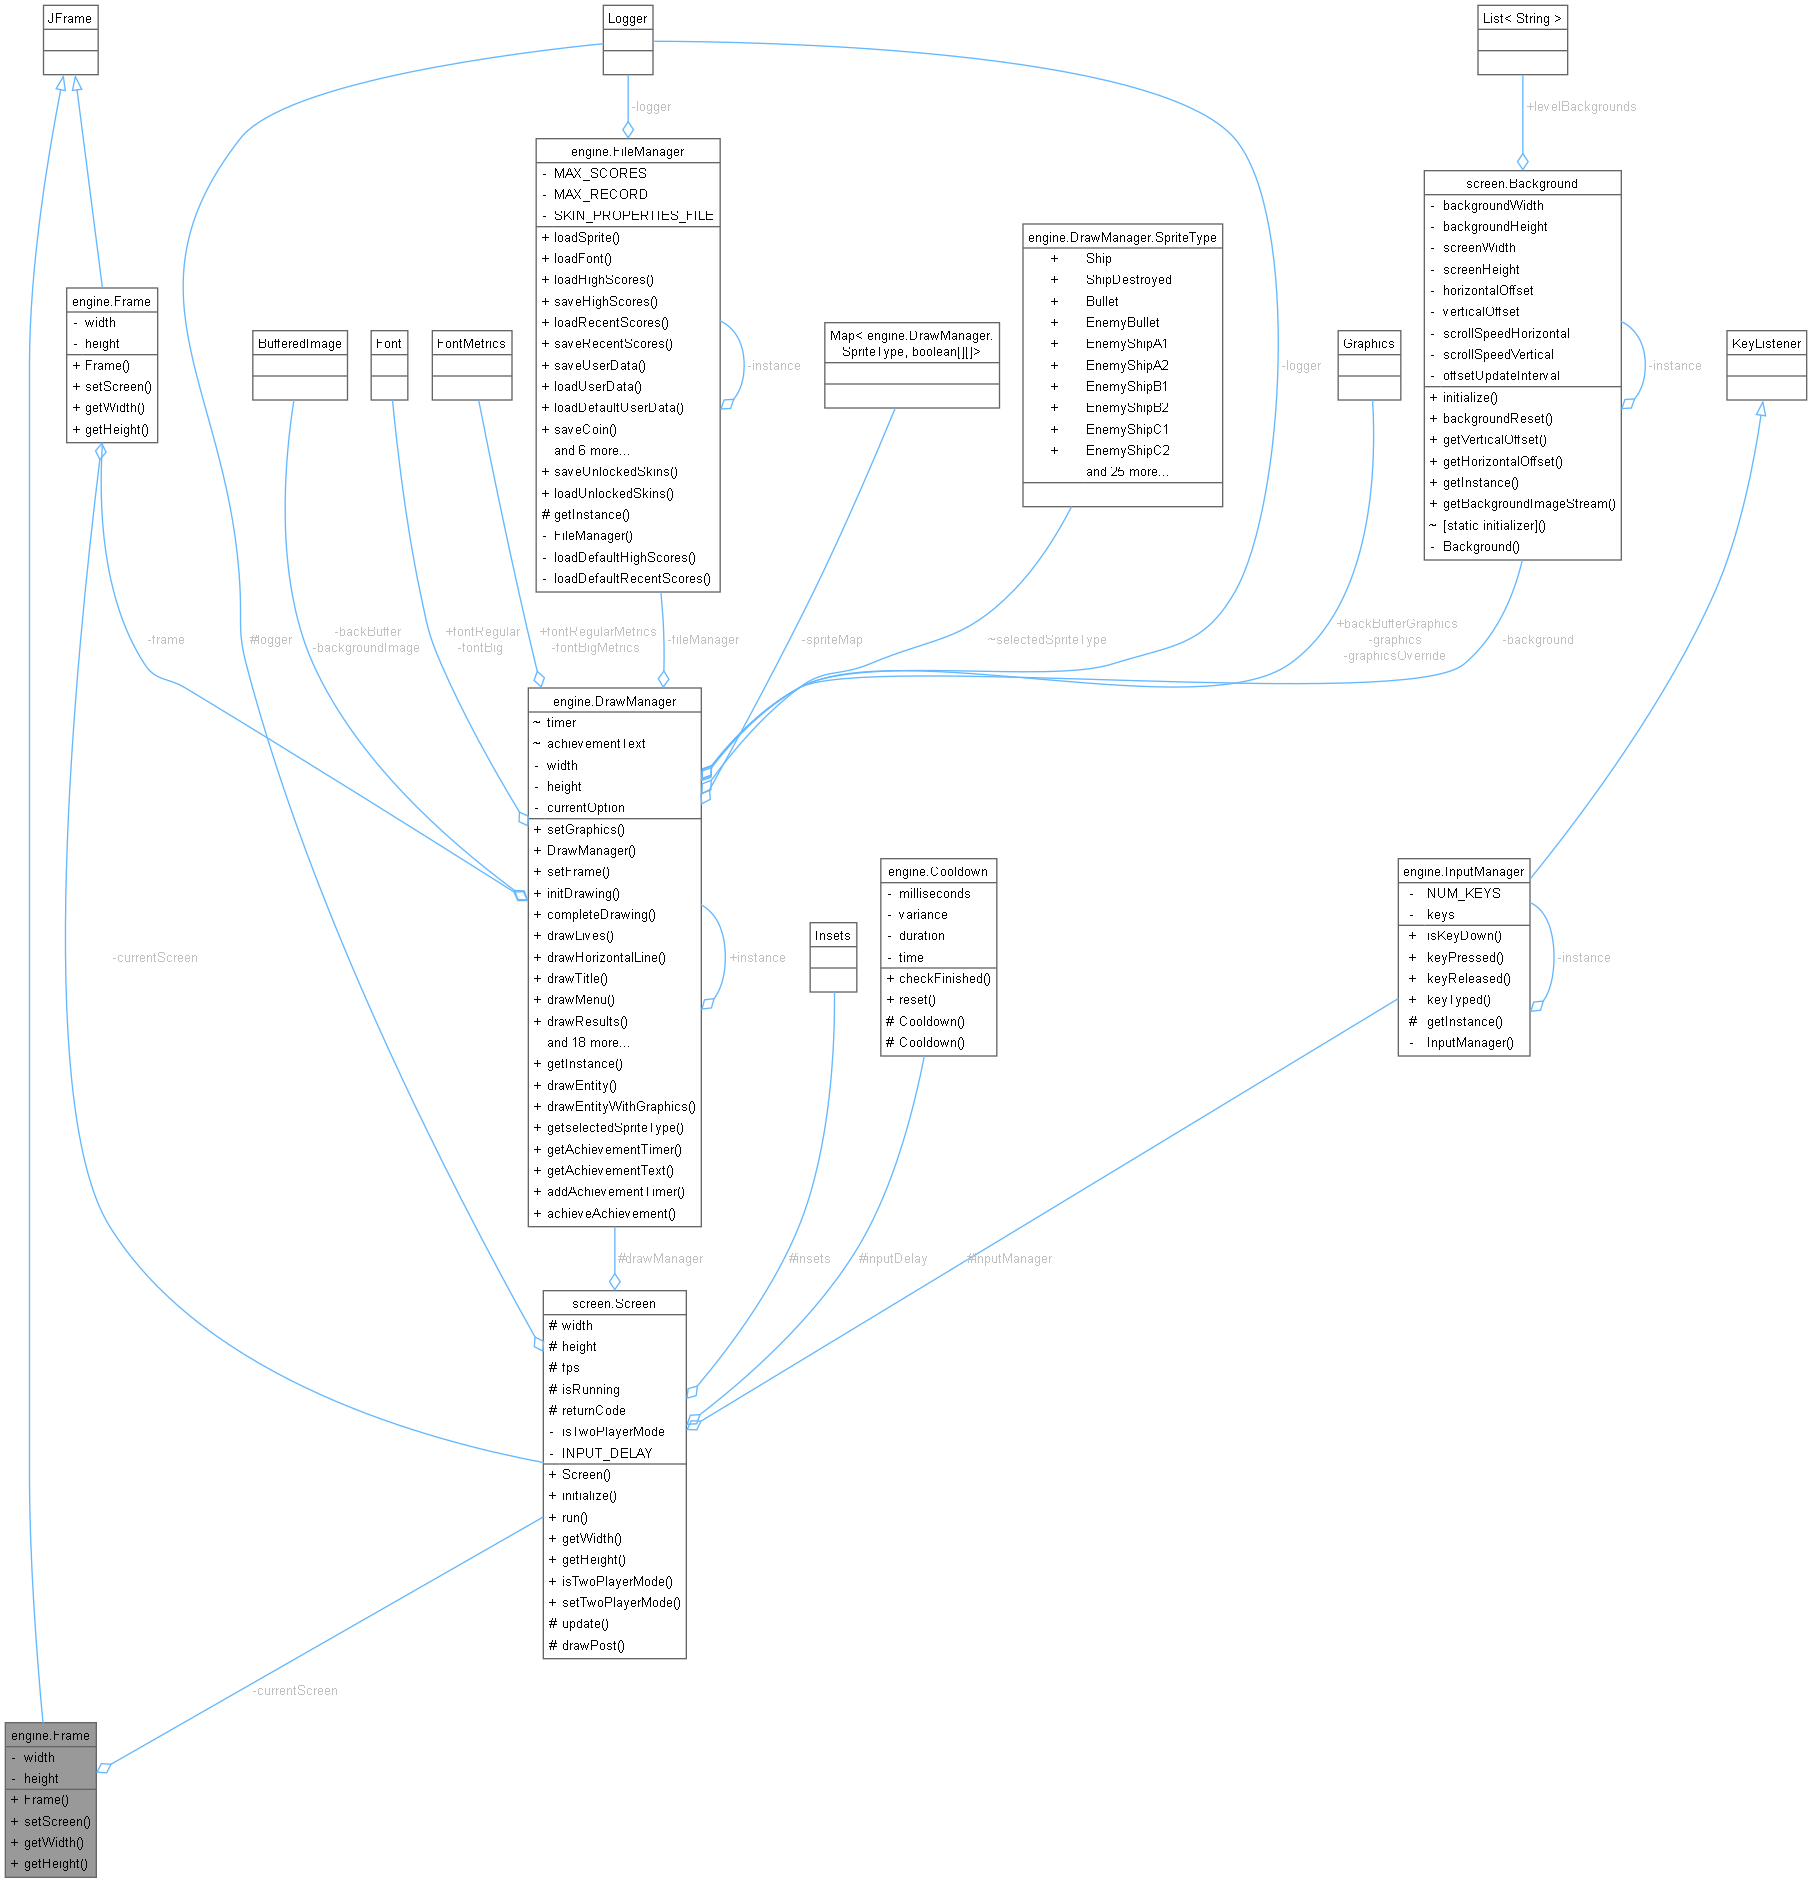 JFrame
Logger
List< String >
-logger
+levelBackgrounds
engine.FileManager
- MAX_SCORES
- MAX_RECORD
- SKIN_PROPERTIES_FILE
+ loadSprite()
+ loadFont()
+ loadHighScores()
+ saveHighScores()
+ loadRecentScores()
+ saveRecentScores()
+ saveUserData()
+ loadUserData()
+ loadDefaultUserData()
+ saveCoin()
and 6 more...
+ saveUnlockedSkins()
+ loadUnlockedSkins()
# getInstance()
- FileManager()
- loadDefaultHighScores()
- loadDefaultRecentScores()
-instance
screen.Background
- backgroundWidth
- backgroundHeight
- screenWidth
- screenHeight
- horizontalOffset
- verticalOffset
- scrollSpeedHorizontal
- scrollSpeedVertical
- offsetUpdateInterval
+ initialize()
+ backgroundReset()
+ getVerticalOffset()
+ getHorizontalOffset()
+ getInstance()
+ getBackgroundImageStream()
~ [static initializer]()
- Background()
-instance
engine.DrawManager.SpriteType
+ Ship
+ ShipDestroyed
+ Bullet
+ EnemyBullet
+ EnemyShipA1
+ EnemyShipA2
+ EnemyShipB1
+ EnemyShipB2
+ EnemyShipC1
+ EnemyShipC2
and 25 more...
engine.Frame
- width
- height
+ Frame()
+ setScreen()
+ getWidth()
+ getHeight()
BufferedImage
Font
FontMetrics
Map< engine.DrawManager.
SpriteType, boolean[][]>
-logger
Graphics
KeyListener
-frame
#logger
-backBuffer
-backgroundImage
+fontRegular
-fontBig
+fontRegularMetrics
-fontBigMetrics
-fileManager
-spriteMap
~selectedSpriteType
+backBufferGraphics
-graphics
-graphicsOverride
-background
engine.DrawManager
~ timer
~ achievementText
- width
- height
- currentOption
+ setGraphics()
+ DrawManager()
+ setFrame()
+ initDrawing()
+ completeDrawing()
+ drawLives()
+ drawHorizontalLine()
+ drawTitle()
+ drawMenu()
+ drawResults()
and 18 more...
+ getInstance()
+ drawEntity()
+ drawEntityWithGraphics()
+ getselectedSpriteType()
+ getAchievementTimer()
+ getAchievementText()
+ addAchievementTimer()
+ achieveAchievement()
+instance
-currentScreen
Insets
engine.Cooldown
- milliseconds
- variance
- duration
- time
+ checkFinished()
+ reset()
# Cooldown()
# Cooldown()
engine.InputManager
- NUM_KEYS
- keys
+ isKeyDown()
+ keyPressed()
+ keyReleased()
+ keyTyped()
# getInstance()
- InputManager()
-instance
#drawManager
#insets
#inputDelay
#inputManager
screen.Screen
# width
# height
# fps
# isRunning
# returnCode
- isTwoPlayerMode
- INPUT_DELAY
+ Screen()
+ initialize()
+ run()
+ getWidth()
+ getHeight()
+ isTwoPlayerMode()
+ setTwoPlayerMode()
# update()
# drawPost()
-currentScreen
engine.Frame
- width
- height
+ Frame()
+ setScreen()
+ getWidth()
+ getHeight()